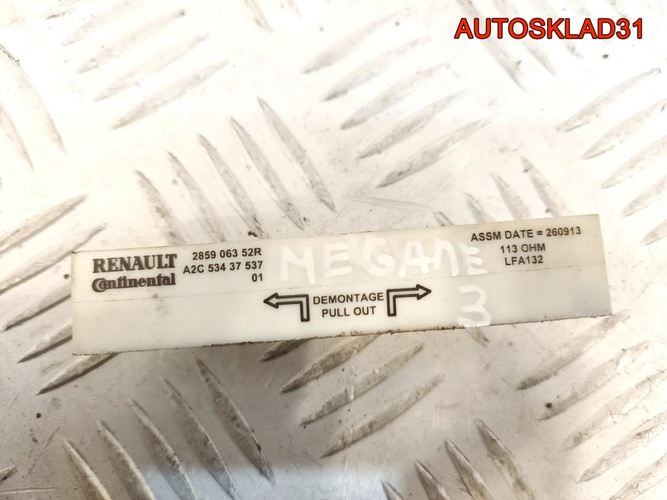 AUTOSKLAD31
RENAULT
Continental
2859 063 52R
A2C 534 37 537
01
MEGANE
3
DEMONTAGE
PULL OUT
ASSM DATE = 260913
113 OHM
LFA132